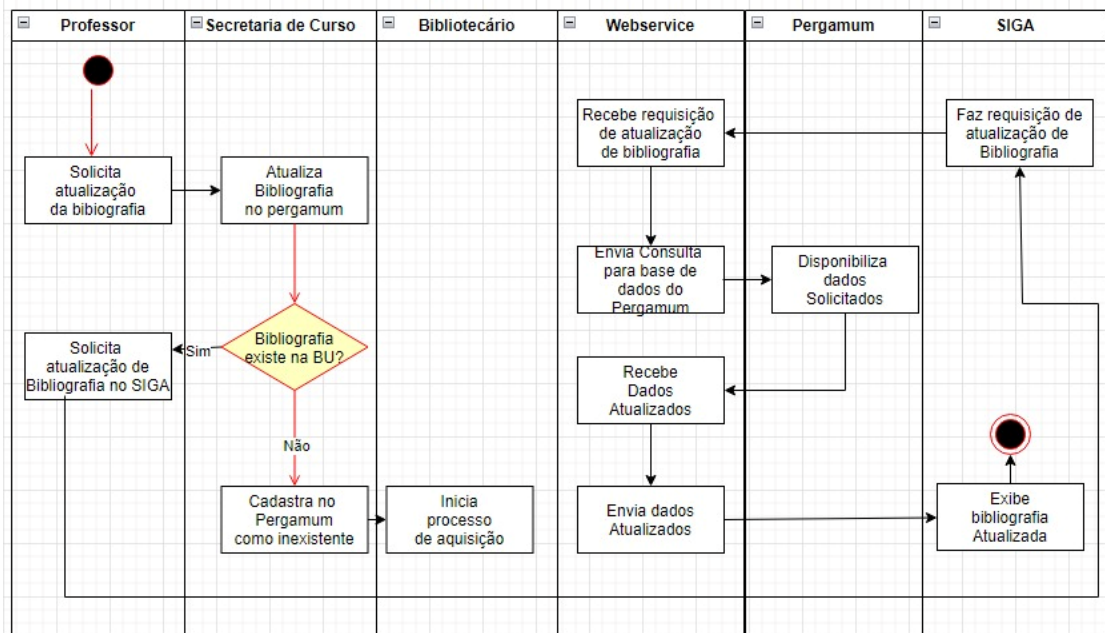 Professor
Secretaria de Curso
Bibliotecário
Webservice
Pergamum
SIGA
Recebe requisição
de atualização
de bibliografia
Faz requisição de
atualização de
Bibliografia
Solicita
atualização
da bibiografia
Atualiza
Bibliografia
no pergamum
Envia Consulta
para base de
dados do
Pergamum
Disponibiliza
dados
Solicitados
Solicita
atualização de
Bibliografia no SIGA
Sim
Bibliografia
existe na BU?
Recebe
Dados
Atualizados
Não
Cadastra no
Pergamum
como inexistente
Inicia
processo
de aquisição
Envia dados
Atualizados
Exibe
bibliografia
Atualizada